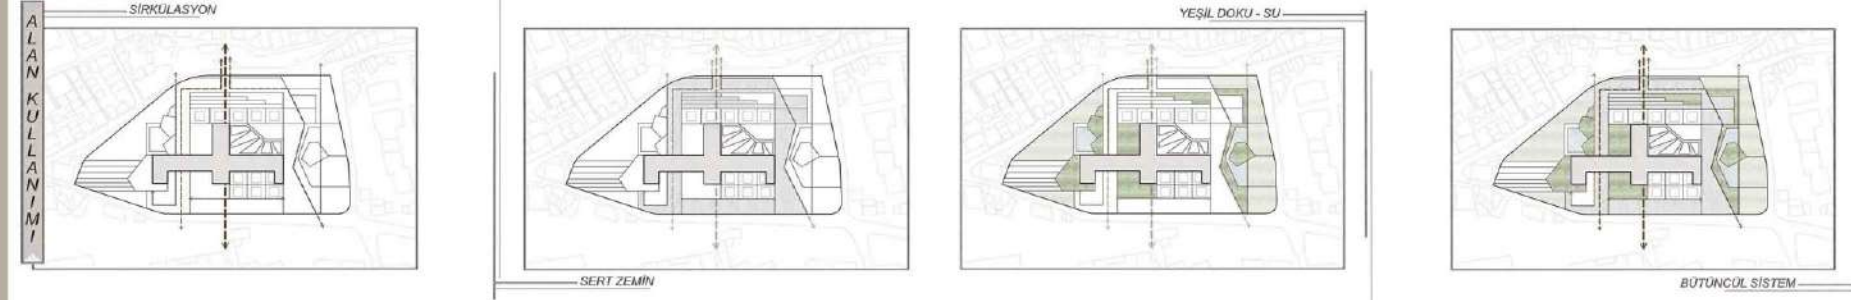 ALAN KULLANIMI
SİRKÜLASYON
SERT ZEMİN
YEŞİL DOKU - SU
BÜTÜNCÜL SİSTEM